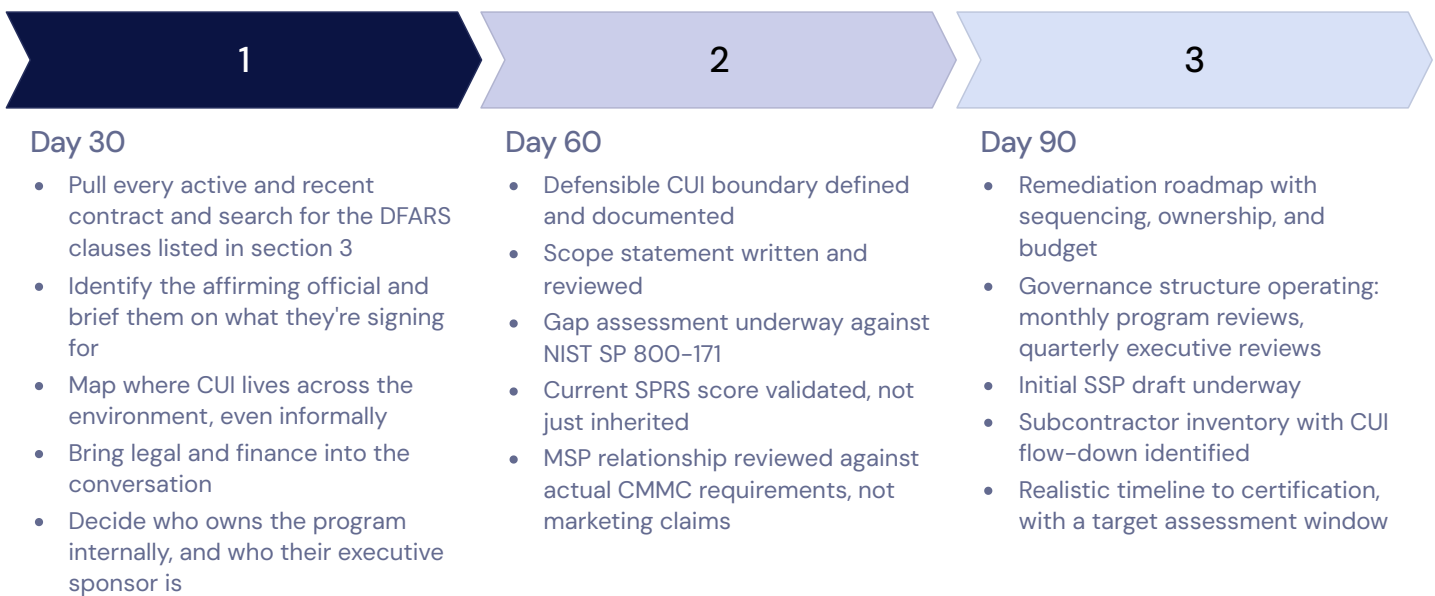 1
2
3
Day 30
• Pull every active and recent
contract and search for the DFARS
clauses listed in section 3
• Identify the affirming official and
brief them on what they're signing
for
• Map where CUI lives across the
environment, even informally
• Bring legal and finance into the
conversation
• Decide who owns the program
internally, and who their executive
sponsor is
Day 60
• Defensible CUI boundary defined
and documented
• Scope statement written and
reviewed
• Gap assessment underway against
NIST SP 800-171
• Current SPRS score validated, not
just inherited
• MSP relationship reviewed against
actual CMMC requirements, not
marketing claims
Day 90
• Remediation roadmap with
sequencing, ownership, and
budget
• Governance structure operating:
monthly program reviews,
quarterly executive reviews
• Initial SSP draft underway
• Subcontractor inventory with CUI
flow-down identified
• Realistic timeline to certification,
with a target assessment window